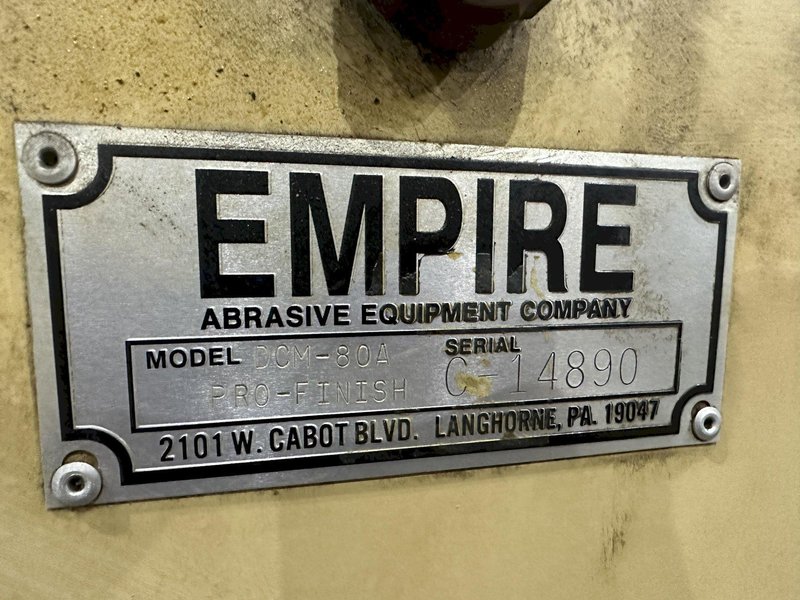 EMPIRE
ABRASIVE EQUIPMENT COMPANY
MODEL DCM-80A SERIAL
PRO-FINISH C-14890
2101 W. CABOT BLVD. LANGHORNE, PA. 19047